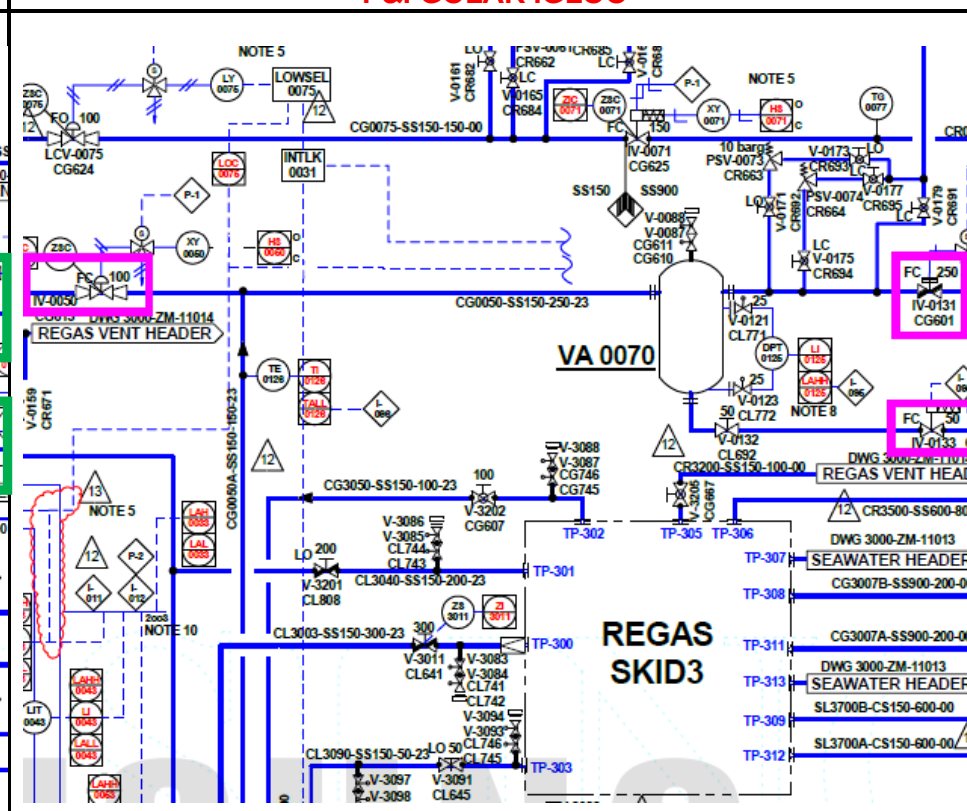 NOTE 5
LY
0075
LOWSEL
0075
12
ZSC
FO
100
LCV-0075
CG624
V-0161
CR682
LC
V-0165
CR684
CR662
LC
NOTE 5
P-1
ZIC
0071
ZSC
0071
XY
0071
HS
0071
O
C
TG
0077
CG0075-SS150-150-00
FC
150
IV-0071
CG625
LOC
0075
INTLK
0031
P-1
SS150
SS900
10 barg
PSV-0073
CR663
V-0173
CR693
LO
LC
V-0177
CR695
PSV-0074
CR664
LO
V-0171
CR692
LC
V-0179
CR691
LC
V-0175
CR694
V-0088
V-0087
CG611
CG610
ZSC
XY
0050
HS
0050
O
C
FC
100
IV-0050
CG0050-SS150-250-23
FC
250
IV-0131
CG601
DWG 3000-ZM-11014
REGAS VENT HEADER
VA 0070
25
V-0121
CL771
DPT
0125
LI
0125
LAHH
0125
NOTE 8
25
V-0123
CL772
50
V-0132
CL692
FC
50
IV-0133
TE
0126
TI
0126
TALL
0126
V-0159
CR671
CG0050A-SS150-150-23
12
12
CR3200-SS150-100-00
REGAS VENT HEAD
V-3205
CG667
12
CR3500-SS600-80
13
NOTE 5
CG3050-SS150-100-23
100
V-3202
CG607
V-3088
V-3087
CG746
CG745
TP-302
TP-305
TP-306
LAH
0033
LAL
0033
12
P-2
I-
011
I-
012
2oo3
NOTE 10
LO
200
V-3201
CL808
V-3086
V-3085
CL744
CL743
CL3040-SS150-200-23
TP-301
DWG 3000-ZM-11013
TP-307
SEAWATER HEADER
CG3007B-SS900-200-0
TP-308
ZS
3011
ZI
3011
CL3003-SS150-300-23
300
V-3011
CL641
TP-300
REGAS
SKID3
TP-311
CG3007A-SS900-200-0
DWG 3000-ZM-11013
TP-313
SEAWATER HEADER
V-3083
V-3084
CL741
CL742
LAHH
0043
LI
0043
LALL
0043
LIT
0043
LAHH
0063
V-3094
V-3093
CL746
CL745
TP-309
SL3700B-CS150-600-00
TP-312
SL3700A-CS150-600-00
CL3090-SS150-50-23
LO
50
V-3091
CL645
TP-303
V-3097
V-3098